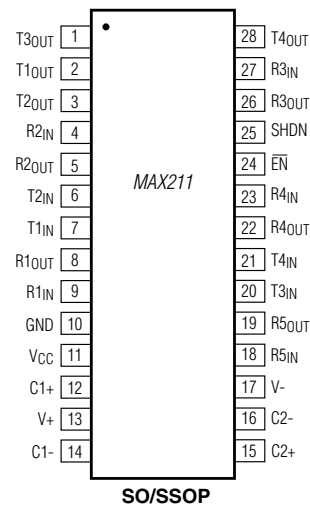 T3OUT 1 28 T4OUT
T1OUT 2 27 R3IN
T2OUT 3 26 R3OUT
R2IN 4 25 SHDN
R2OUT 5 24 E̅N̅
MAX211
T2IN 6 23 R4IN
T1IN 7 22 R4OUT
R1OUT 8 21 T4IN
R1IN 9 20 T3IN
GND 10 19 R5OUT
VCC 11 18 R5IN
C1+ 12 17 V-
V+ 13 16 C2-
C1- 14 15 C2+
SO/SSOP